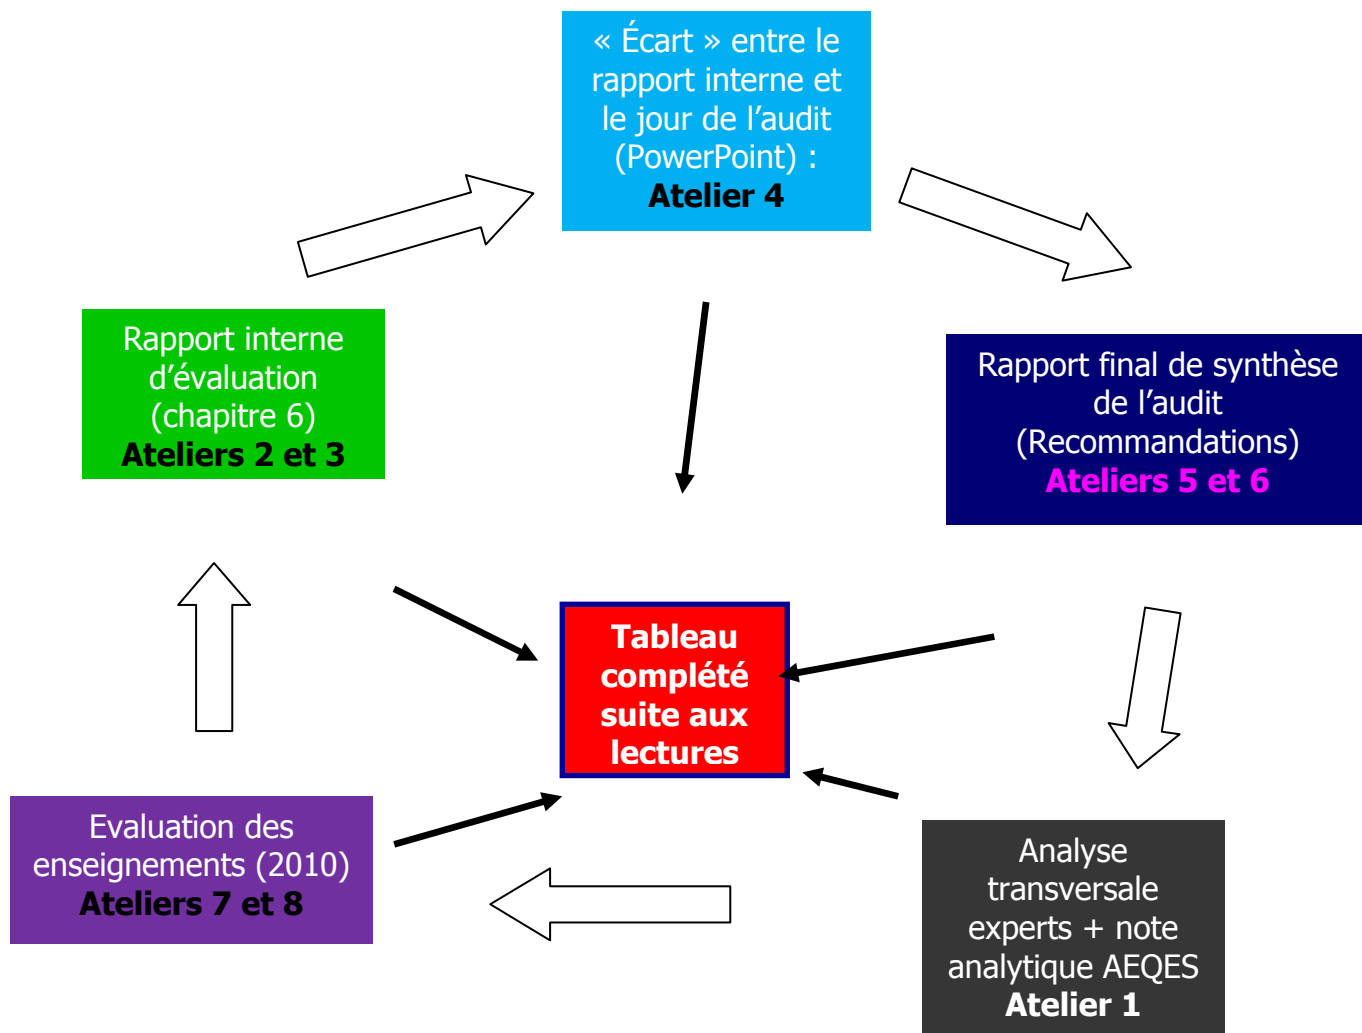 « Écart » entre le
rapport interne et
le jour de l’audit
(PowerPoint) :
Atelier 4
Rapport interne
d’évaluation
(chapitre 6)
Ateliers 2 et 3
Rapport final de synthèse
de l’audit
(Recommandations)
Ateliers 5 et 6
Tableau
complété
suite aux
lectures
Evaluation des
enseignements (2010)
Ateliers 7 et 8
Analyse
transversale
experts + note
analytique AEQES
Atelier 1